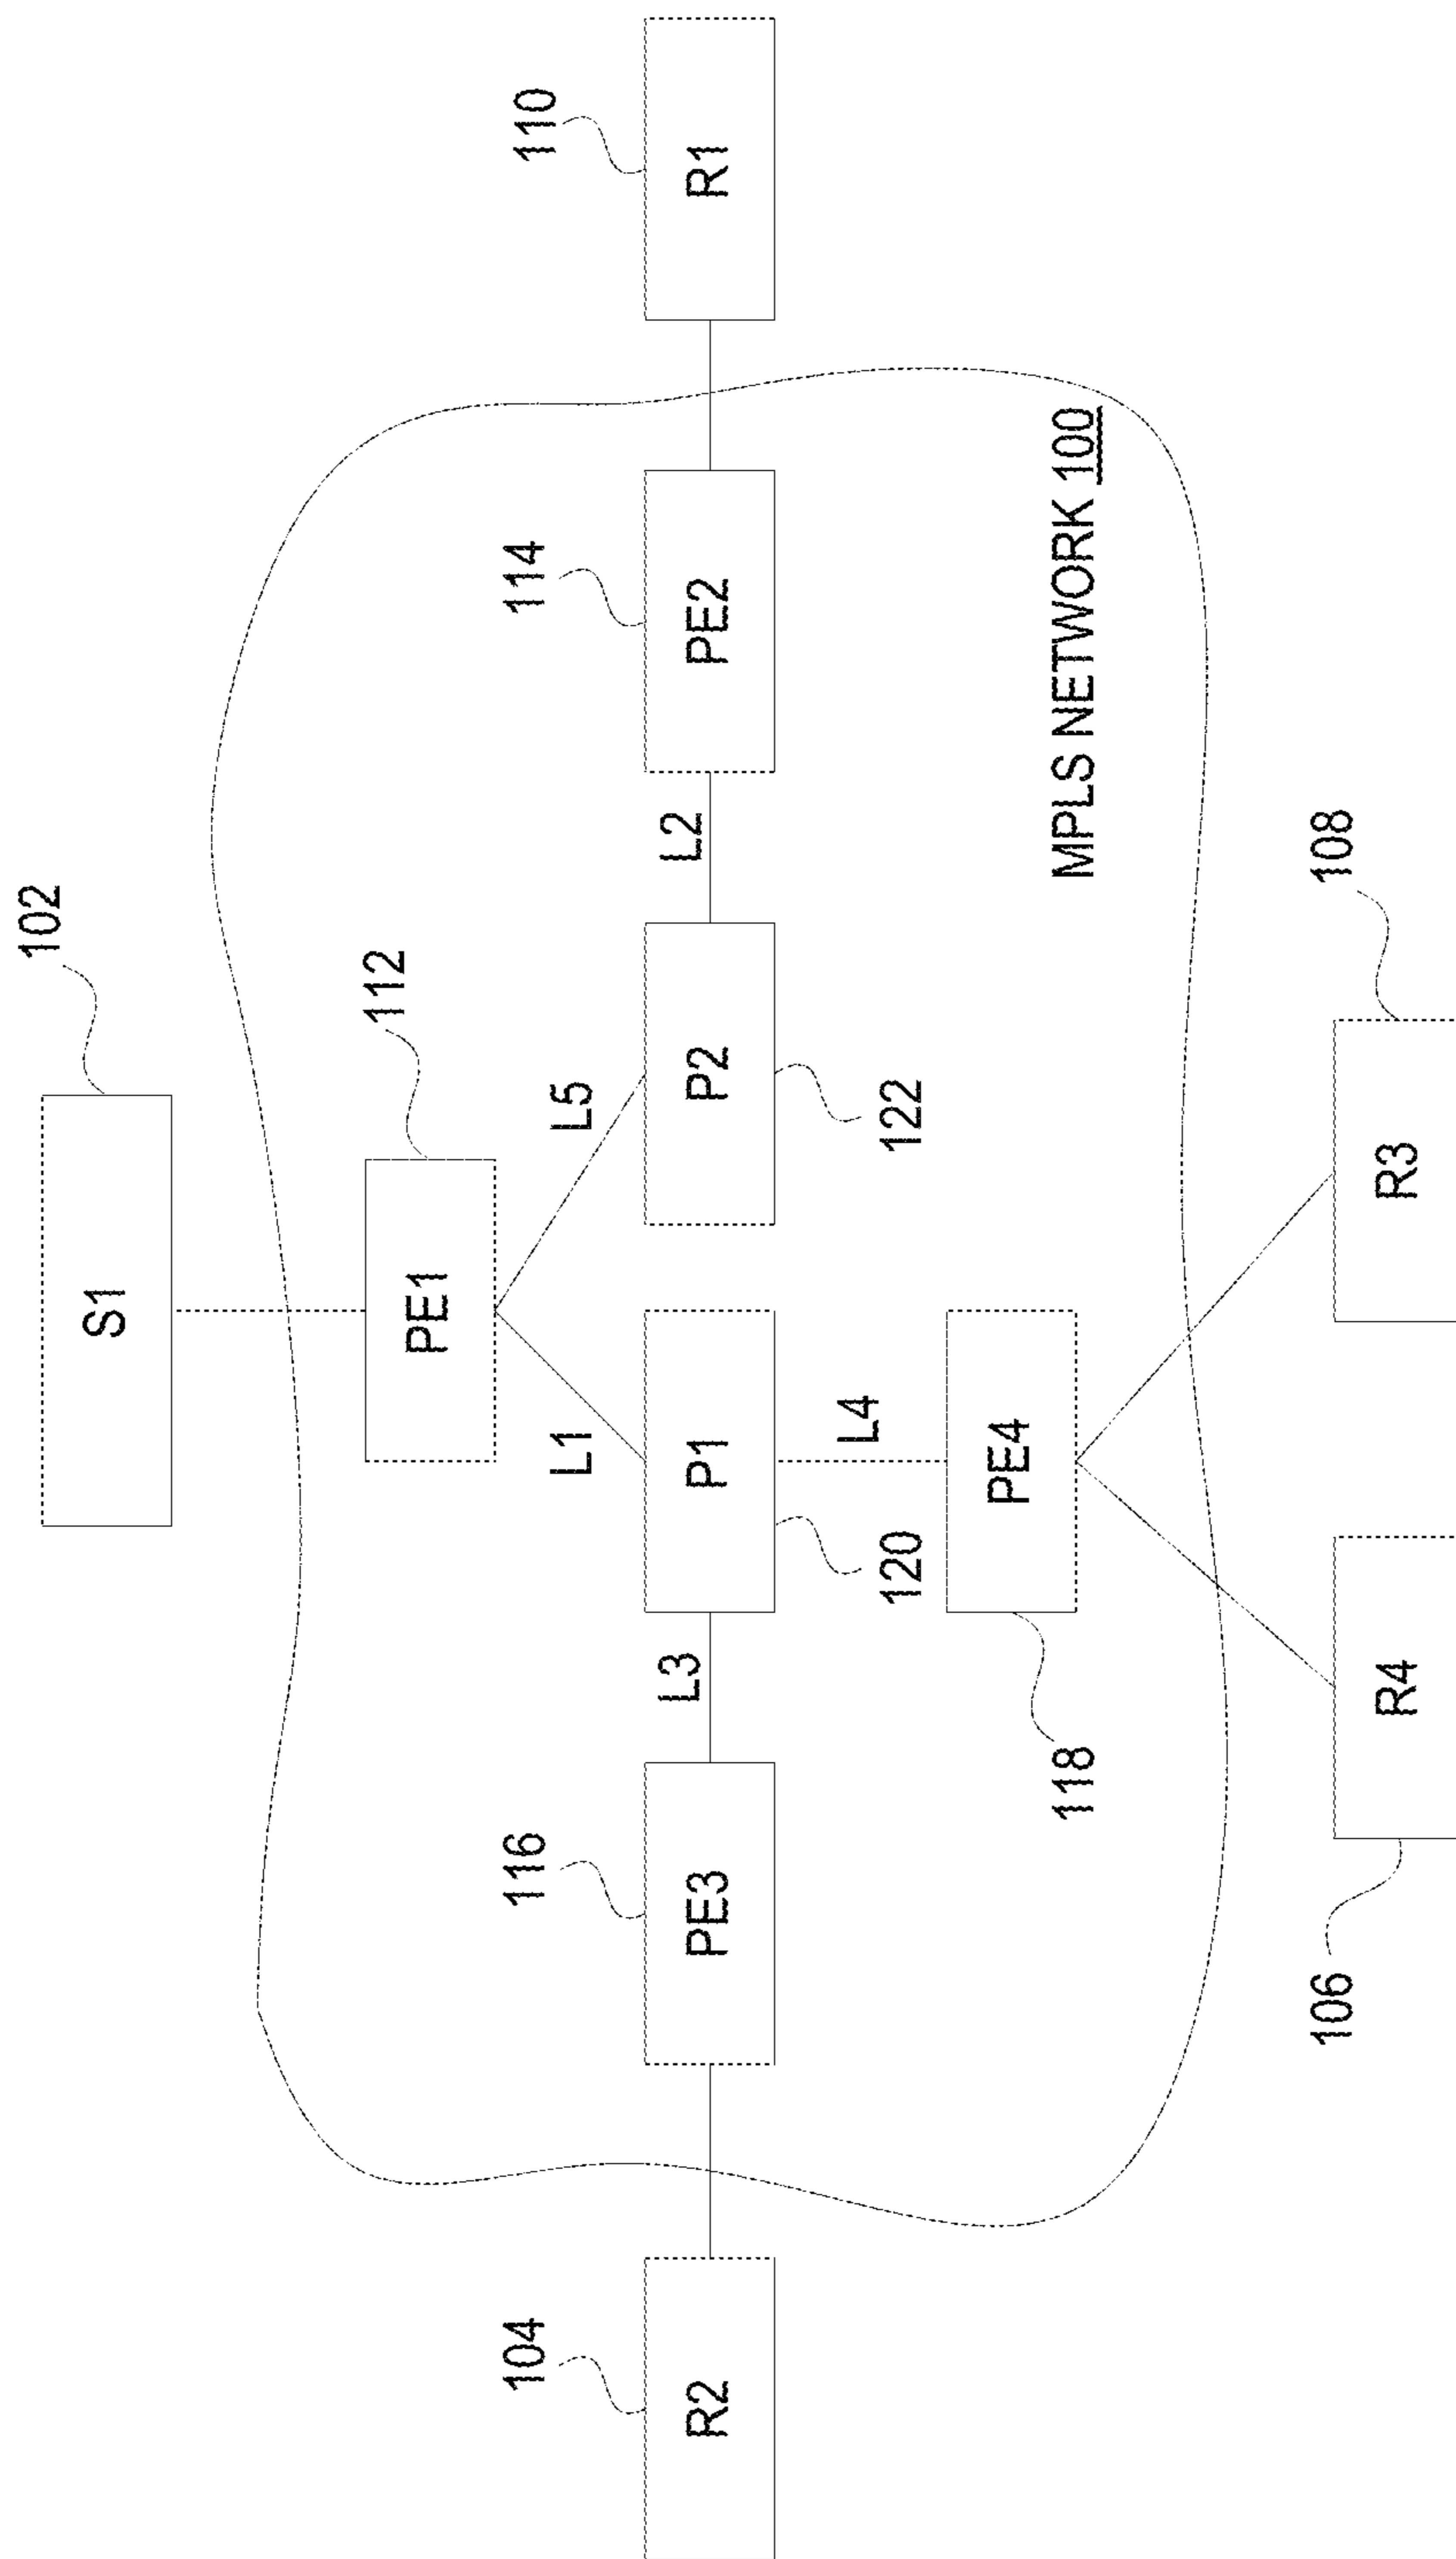 102
S1
112
PE1
L1
L5
104
R2
116
PE3
L3
P1
120
P2
122
L2
114
PE2
110
R1
L4
PE4
118
MPLS NETWORK 100
106
R4
108
R3